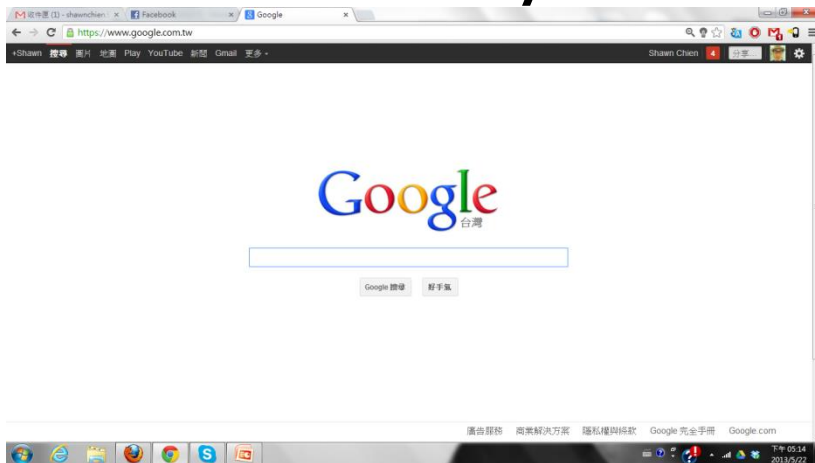 收件匣 (1) - shawnchien
Facebook
Google
https://www.google.com.tw
+Shawn 搜尋 圖片 地圖 Play YouTube 新聞 Gmail 更多
Shawn Chien 4 分享...
Google
台灣
Google 搜尋 好手氣
廣告服務 商業解決方案 隱私權與條款 Google 完全手冊 Google.com
下午 05:14
2013/5/22